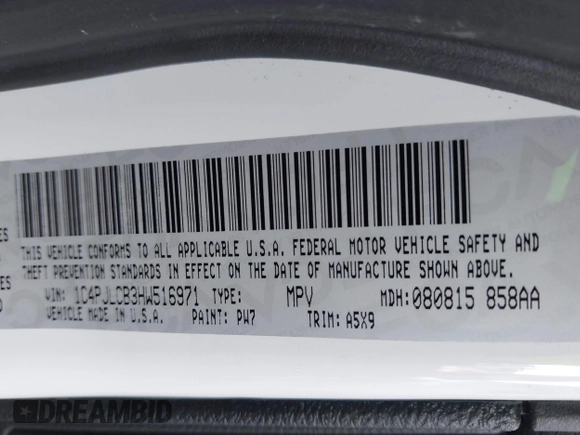 THIS VEHICLE CONFORMS TO ALL APPLICABLE U.S.A. FEDERAL MOTOR VEHICLE SAFETY AND
THEFT PREVENTION STANDARDS IN EFFECT ON THE DATE OF MANUFACTURE SHOWN ABOVE.
VIN: 1C4PJLCB3HW516971 TYPE: MPV MDH: 080815 858AA
VEHICLE MADE IN U.S.A. PAINT: PW7 TRIM: A5X9
DREAMBID